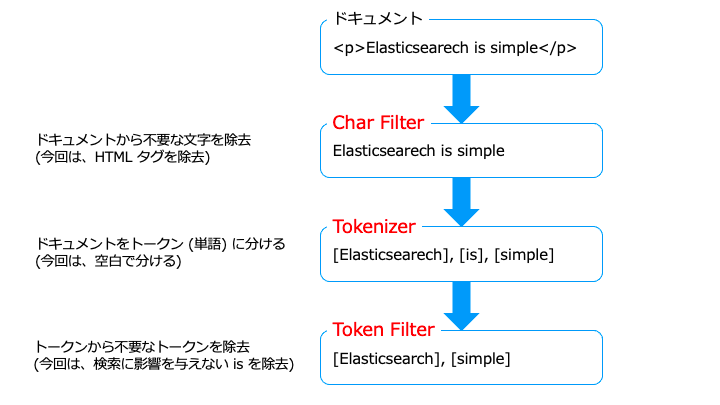 ドキュメント
<p>Elasticsearech is simple</p>
Char Filter
ドキュメントから不要な文字を除去
(今回は、HTML タグを除去)
Elasticsearech is simple
Tokenizer
ドキュメントをトークン (単語) に分ける
(今回は、空白で分ける)
[Elasticsearech], [is], [simple]
Token Filter
トークンから不要なトークンを除去
(今回は、検索に影響を与えない is を除去)
[Elasticsearch], [simple]